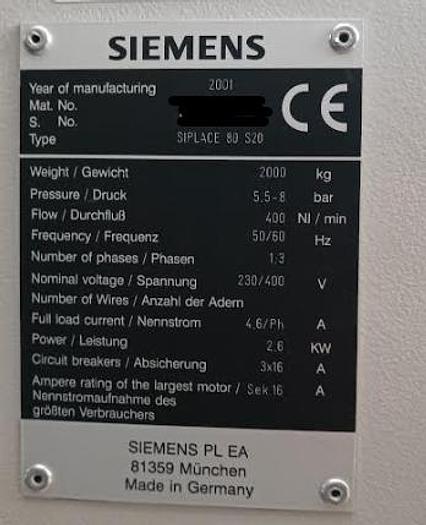 SIEMENS
Year of manufacturing 2001
Mat. No.
S. No.
Type SIPLACE 80 S20
CE
Weight / Gewicht 2000 kg
Pressure / Druck 5.5-8 bar
Flow / Durchfluß 400 Nl / min
Frequency / Frequenz 50/60 Hz
Number of phases / Phasen 1.3
Nominal voltage / Spannung 230/400 V
Number of Wires / Anzahl der Adern
Full load current / Nennstrom 4.6/Ph A
Power / Leistung 2.6 KW
Circuit breakers / Absicherung 3x16 A
Ampere rating of the largest motor / Sek.16 A
Nennstromaufnahme des
größten Verbrauchers
SIEMENS PL EA
81359 München
Made in Germany